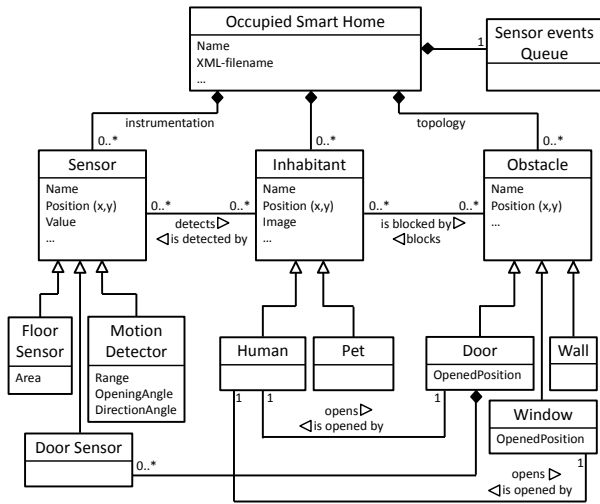 Occupied Smart Home
Name
XML-filename
...
1
Sensor events
Queue
instrumentation
topology
0..*
0..*
0..*
Sensor
Name
Position (x,y)
Value
...
0..*
0..*
detects
is detected by
Inhabitant
Name
Position (x,y)
Image
...
0..*
0..*
is blocked by
blocks
Obstacle
Name
Position (x,y)
...
Floor
Sensor
Area
Motion
Detector
Range
OpeningAngle
DirectionAngle
Human
Pet
Door
OpenedPosition
Wall
1
1
1
opens
is opened by
Window
OpenedPosition
Door Sensor
0..*
1
opens
is opened by